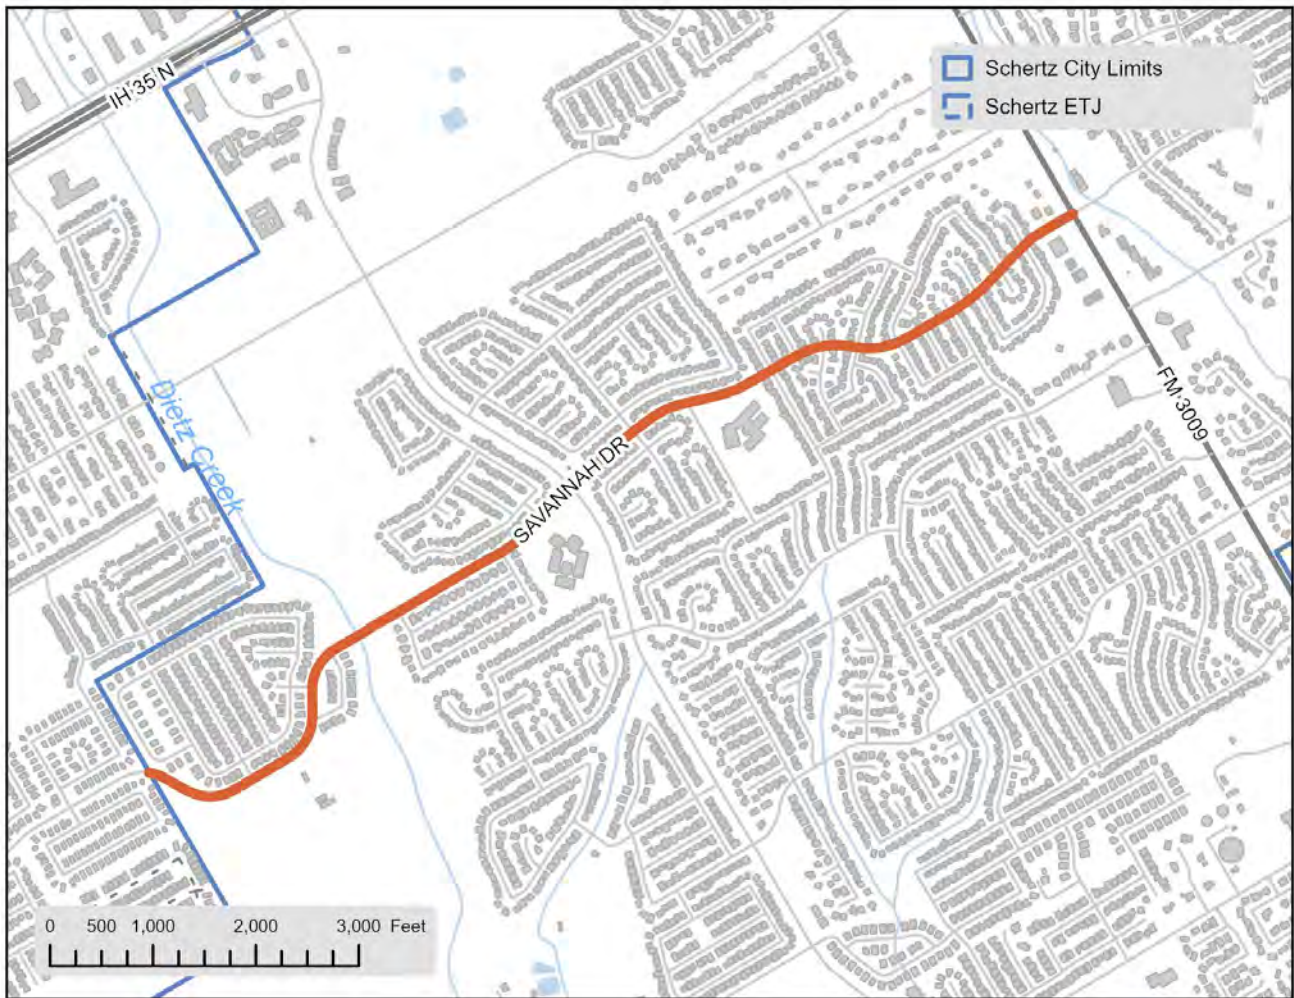 IH 35 N
Schertz City Limits
Schertz ETJ
Dietz Creek
FM 3009
SAVANNAH DR
0 500 1,000 2,000 3,000 Feet